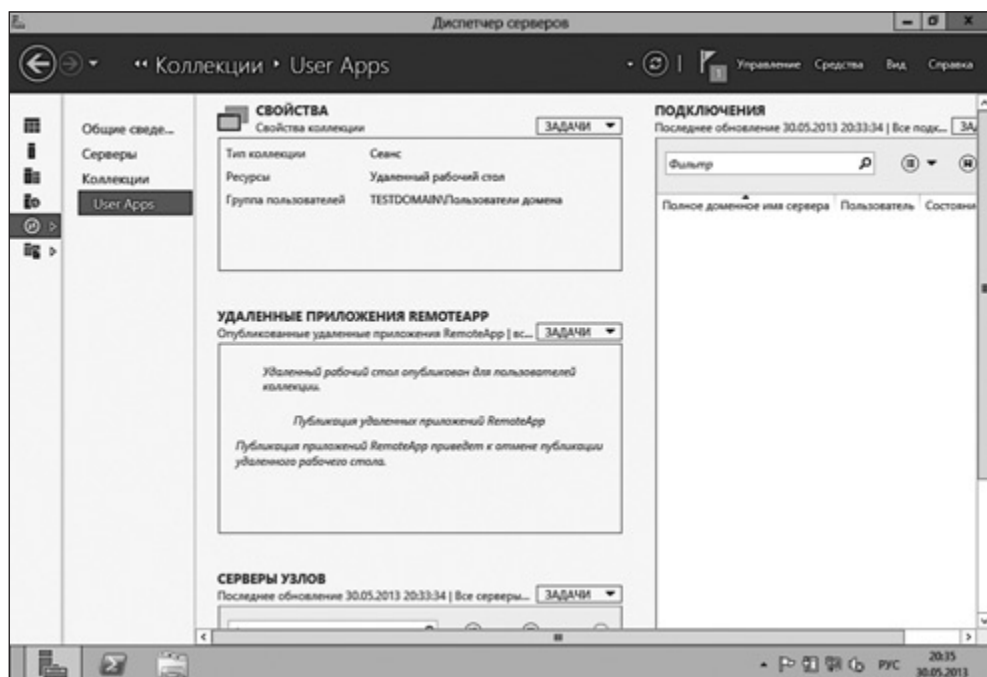 Диспетчер серверов
Коллекции User Apps
1
Управление Средства Вид Справка
Общие сведе...
Серверы
Коллекции
User Apps
СВОЙСТВА
Свойства коллекции
ЗАДАЧИ
Тип коллекции Сеанс
Ресурсы Удаленный рабочий стол
Группа пользователей TESTDOMAIN\Пользователи домена
УДАЛЕННЫЕ ПРИЛОЖЕНИЯ REMOTEAPP
Опубликованные удаленные приложения RemoteApp | вс... ЗАДАЧИ
Удаленный рабочий стол опубликован для пользователей
коллекции.
Публикация удаленных приложений RemoteApp
Публикация приложений RemoteApp приведет к отмене публикации
удаленного рабочего стола.
СЕРВЕРЫ УЗЛОВ
Последнее обновление 30.05.2013 20:33:34 | Все серверы... ЗАДАЧИ
ПОДКЛЮЧЕНИЯ
Последнее обновление 30.05.2013 20:33:34 | Все подк... ЗА
Фильтр
Полное доменное имя сервера Пользователь Состояни
РУС
20:35
30.05.2013